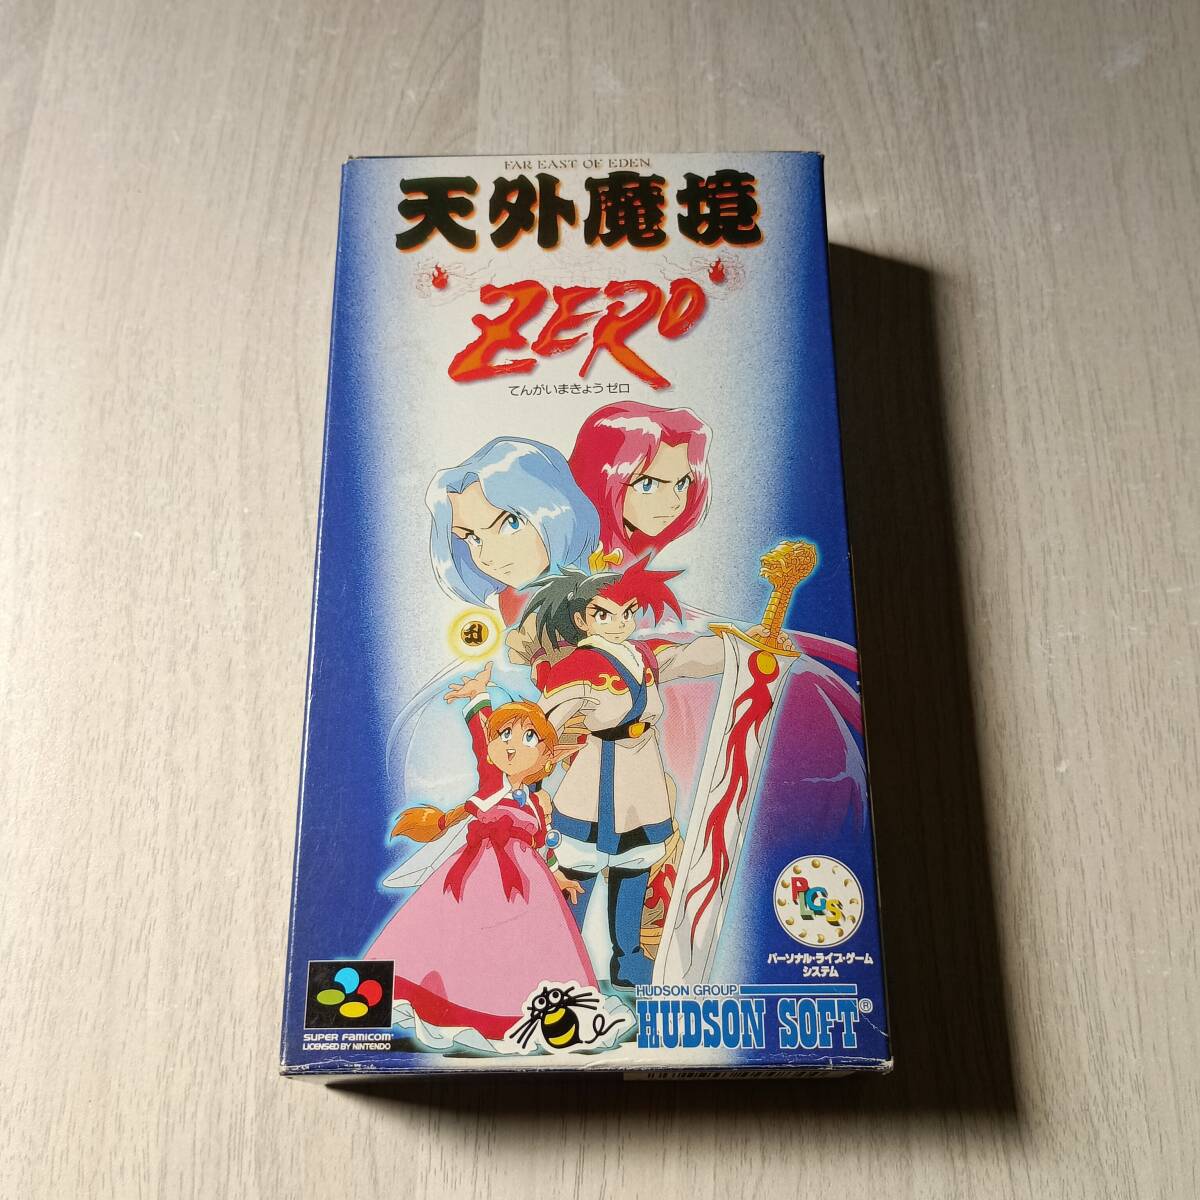 FAR EAST OF EDEN
天外魔境
ZERO
てんがいまきょうゼロ
PLGS
パーソナル・ライブ・ゲーム
システム
HUDSON GROUP
HUDSON SOFT®
SUPER FAMICOM
LICENSED BY NINTENDO